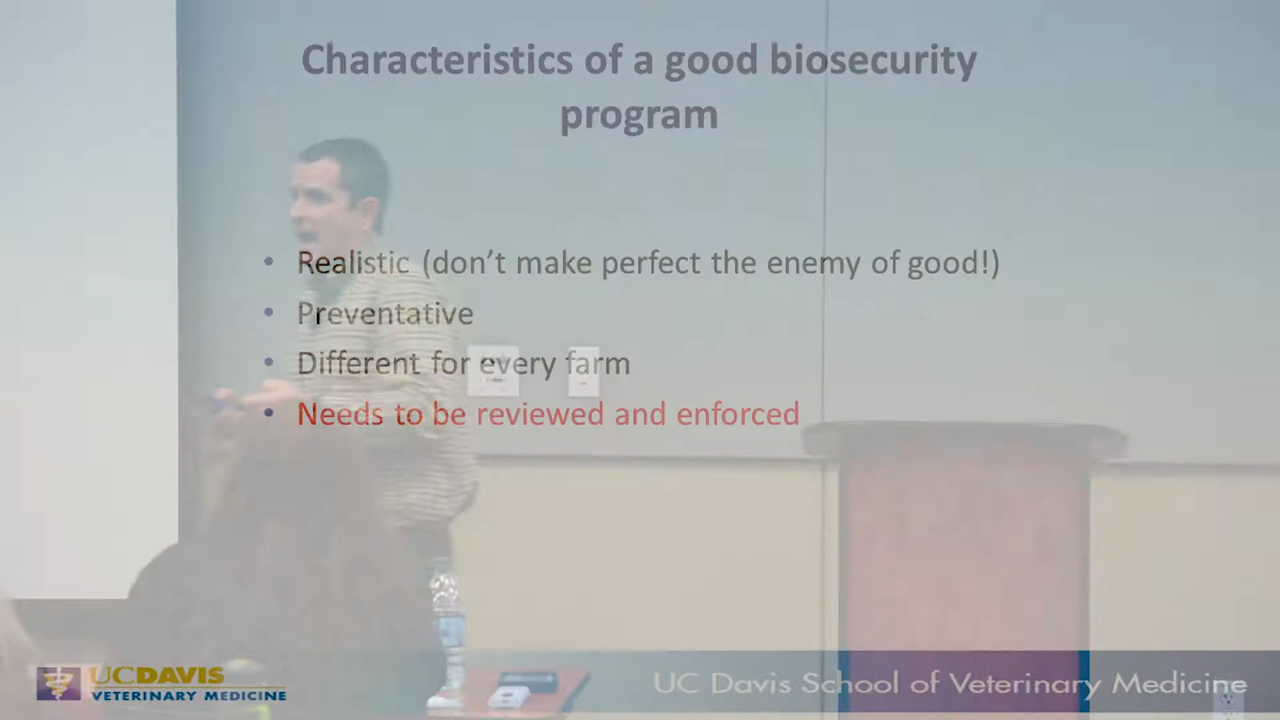 Characteristics of a good biosecurity
program
• Realistic (don’t make perfect the enemy of good!)
• Preventative
• Different for every farm
• Needs to be reviewed and enforced
UCDAVIS
VETERINARY MEDICINE
UC Davis School of Veterinary Medicine